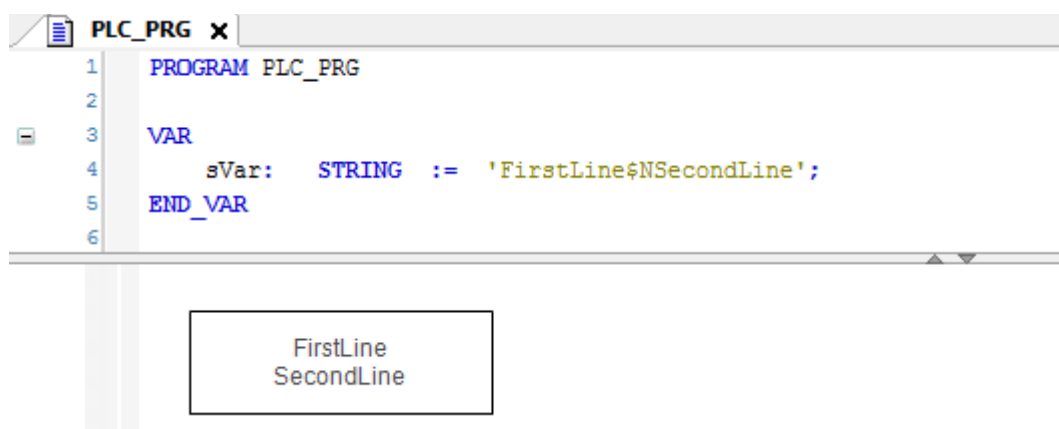 PLC_PRG
1 PROGRAM PLC_PRG
2
3 VAR
4 sVar: STRING := 'FirstLine$NSecondLine';
5 END_VAR
6
FirstLine
SecondLine